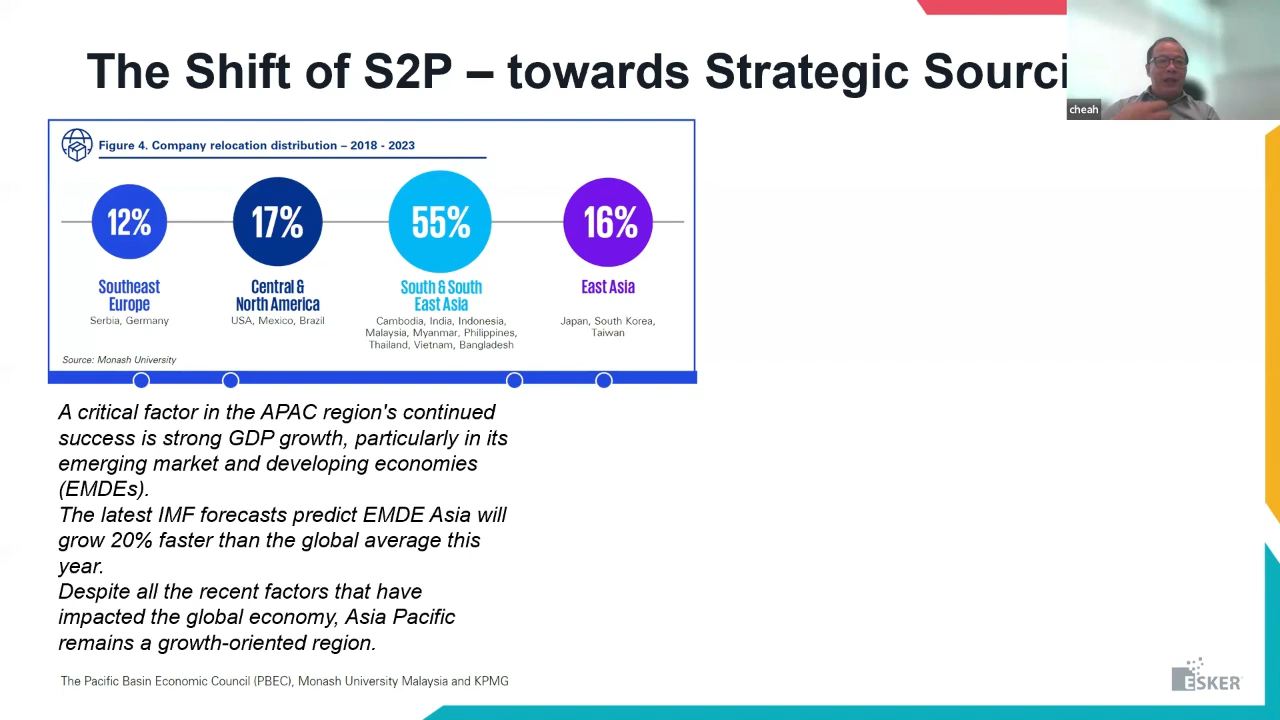 The Shift of S2P – towards Strategic Sourci
cheah
Figure 4. Company relocation distribution – 2018 - 2023
12%
17%
55%
16%
Southeast
Europe
Serbia, Germany
Central &
North America
USA, Mexico, Brazil
South & South
East Asia
Cambodia, India, Indonesia,
Malaysia, Myanmar, Philippines,
Thailand, Vietnam, Bangladesh
East Asia
Japan, South Korea,
Taiwan
Source: Monash University
A critical factor in the APAC region's continued
success is strong GDP growth, particularly in its
emerging market and developing economies
(EMDEs).
The latest IMF forecasts predict EMDE Asia will
grow 20% faster than the global average this
year.
Despite all the recent factors that have
impacted the global economy, Asia Pacific
remains a growth-oriented region.
The Pacific Basin Economic Council (PBEC), Monash University Malaysia and KPMG
ESKER